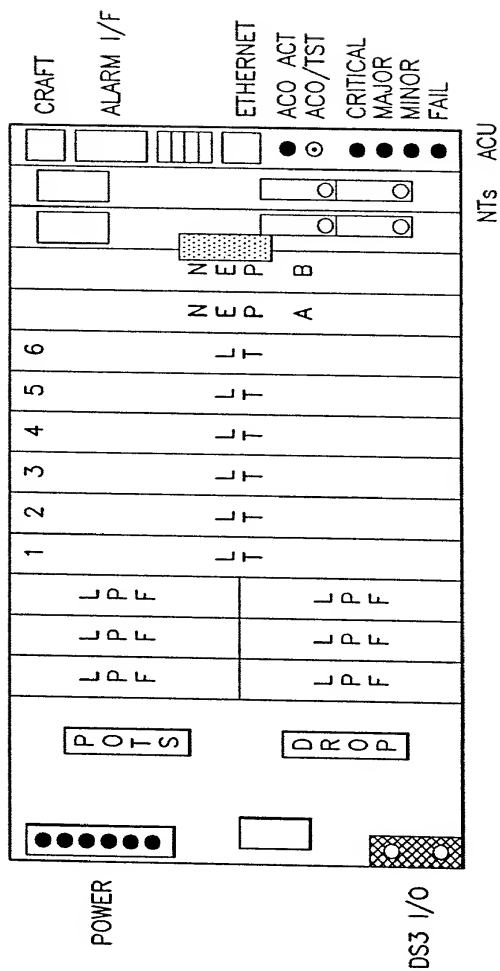 POWER
DS3 I/O
POTS
DROP
LPF
LPF
LPF
LPF
LPF
LPF
1 2 3 4 5 6
LT LT LT LT LT LT
NEP A
NEP B
NTs
ACU
CRAFT
ALARM I/F
ETHERNET
ACO ACT
ACO/TST
CRITICAL
MAJOR
MINOR
FAIL